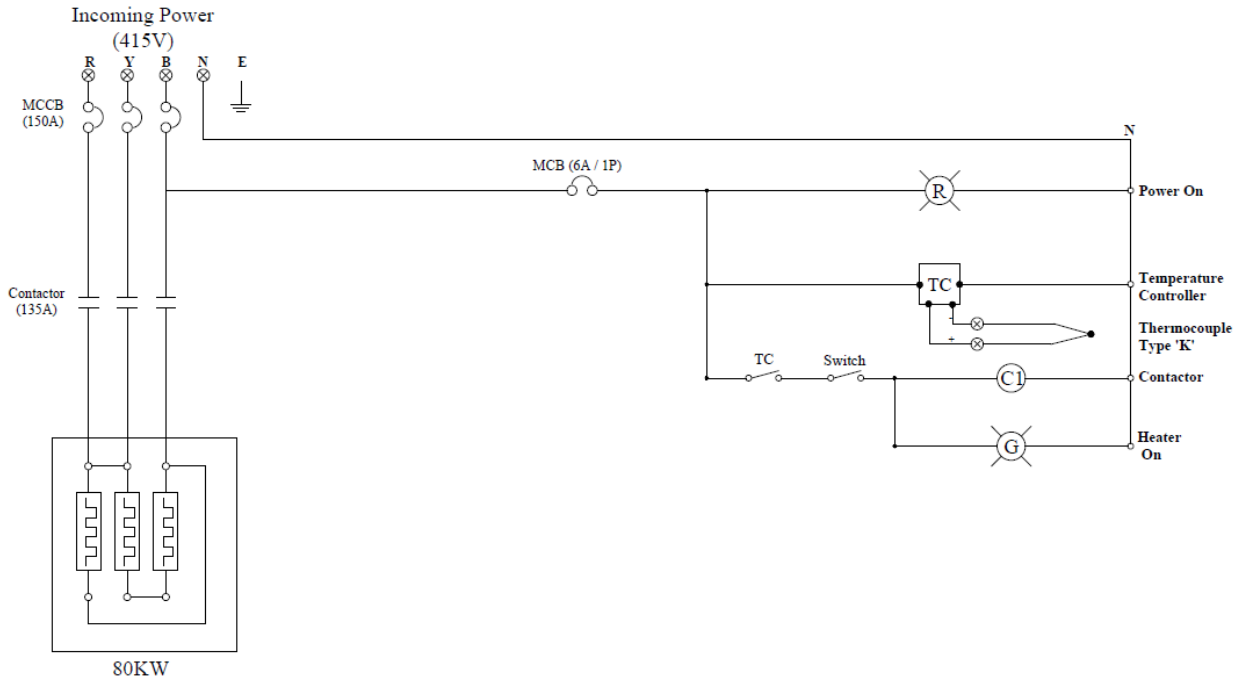 Incoming Power
(415V)
R Y B N E
MCCB
(150A)
N
MCB (6A / 1P)
R
Power On
Contactor
(135A)
TC
Temperature
Controller
-
+
Thermocouple
Type 'K'
TC
Switch
C1
Contactor
G
Heater
On
80KW